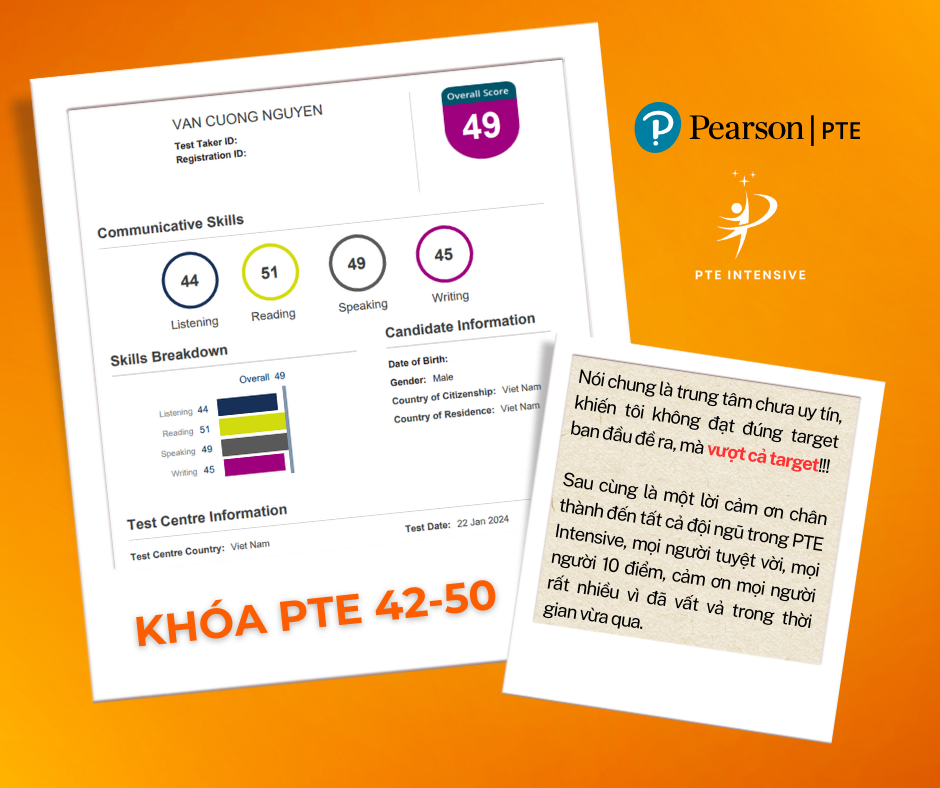 VAN CUONG NGUYEN
Test Taker ID:
Registration ID:
Overall Score
49
Communicative Skills
44
51
49
45
Listening
Reading
Speaking
Writing
Skills Breakdown
Overall 49
Listening 44
Reading 51
Speaking 49
Writing 45
Candidate Information
Date of Birth:
Gender: Male
Country of Citizenship: Viet Nam
Country of Residence: Viet Nam
Test Centre Information
Test Centre Country: Viet Nam
Test Date: 22 Jan 2024
KHÓA PTE 42-50
Pearson | PTE
PTE INTENSIVE
Nói chung là trung tâm chưa uy tín,
khiến tôi không đạt đúng target
ban đầu đề ra, mà vượt cả target!!!
Sau cùng là một lời cảm ơn chân
thành đến tất cả đội ngũ trong PTE
Intensive, mọi người tuyệt vời, mọi
người 10 điểm, cảm ơn mọi người
rất nhiều vì đã vất vả trong thời
gian vừa qua.